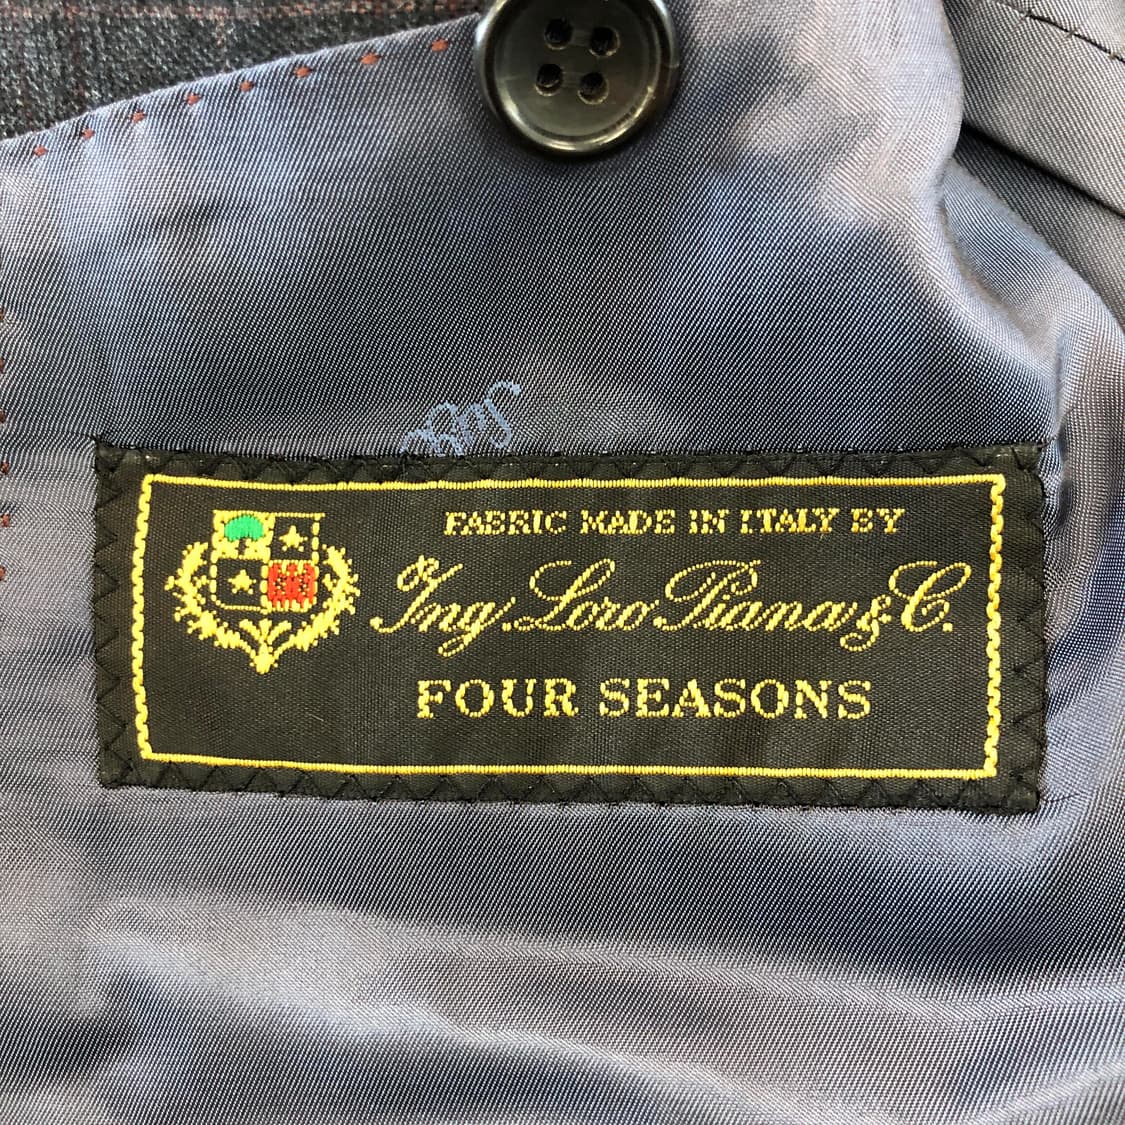 FABRIC MADE IN ITALY BY
Ing. Loro Piana & C.
FOUR SEASONS